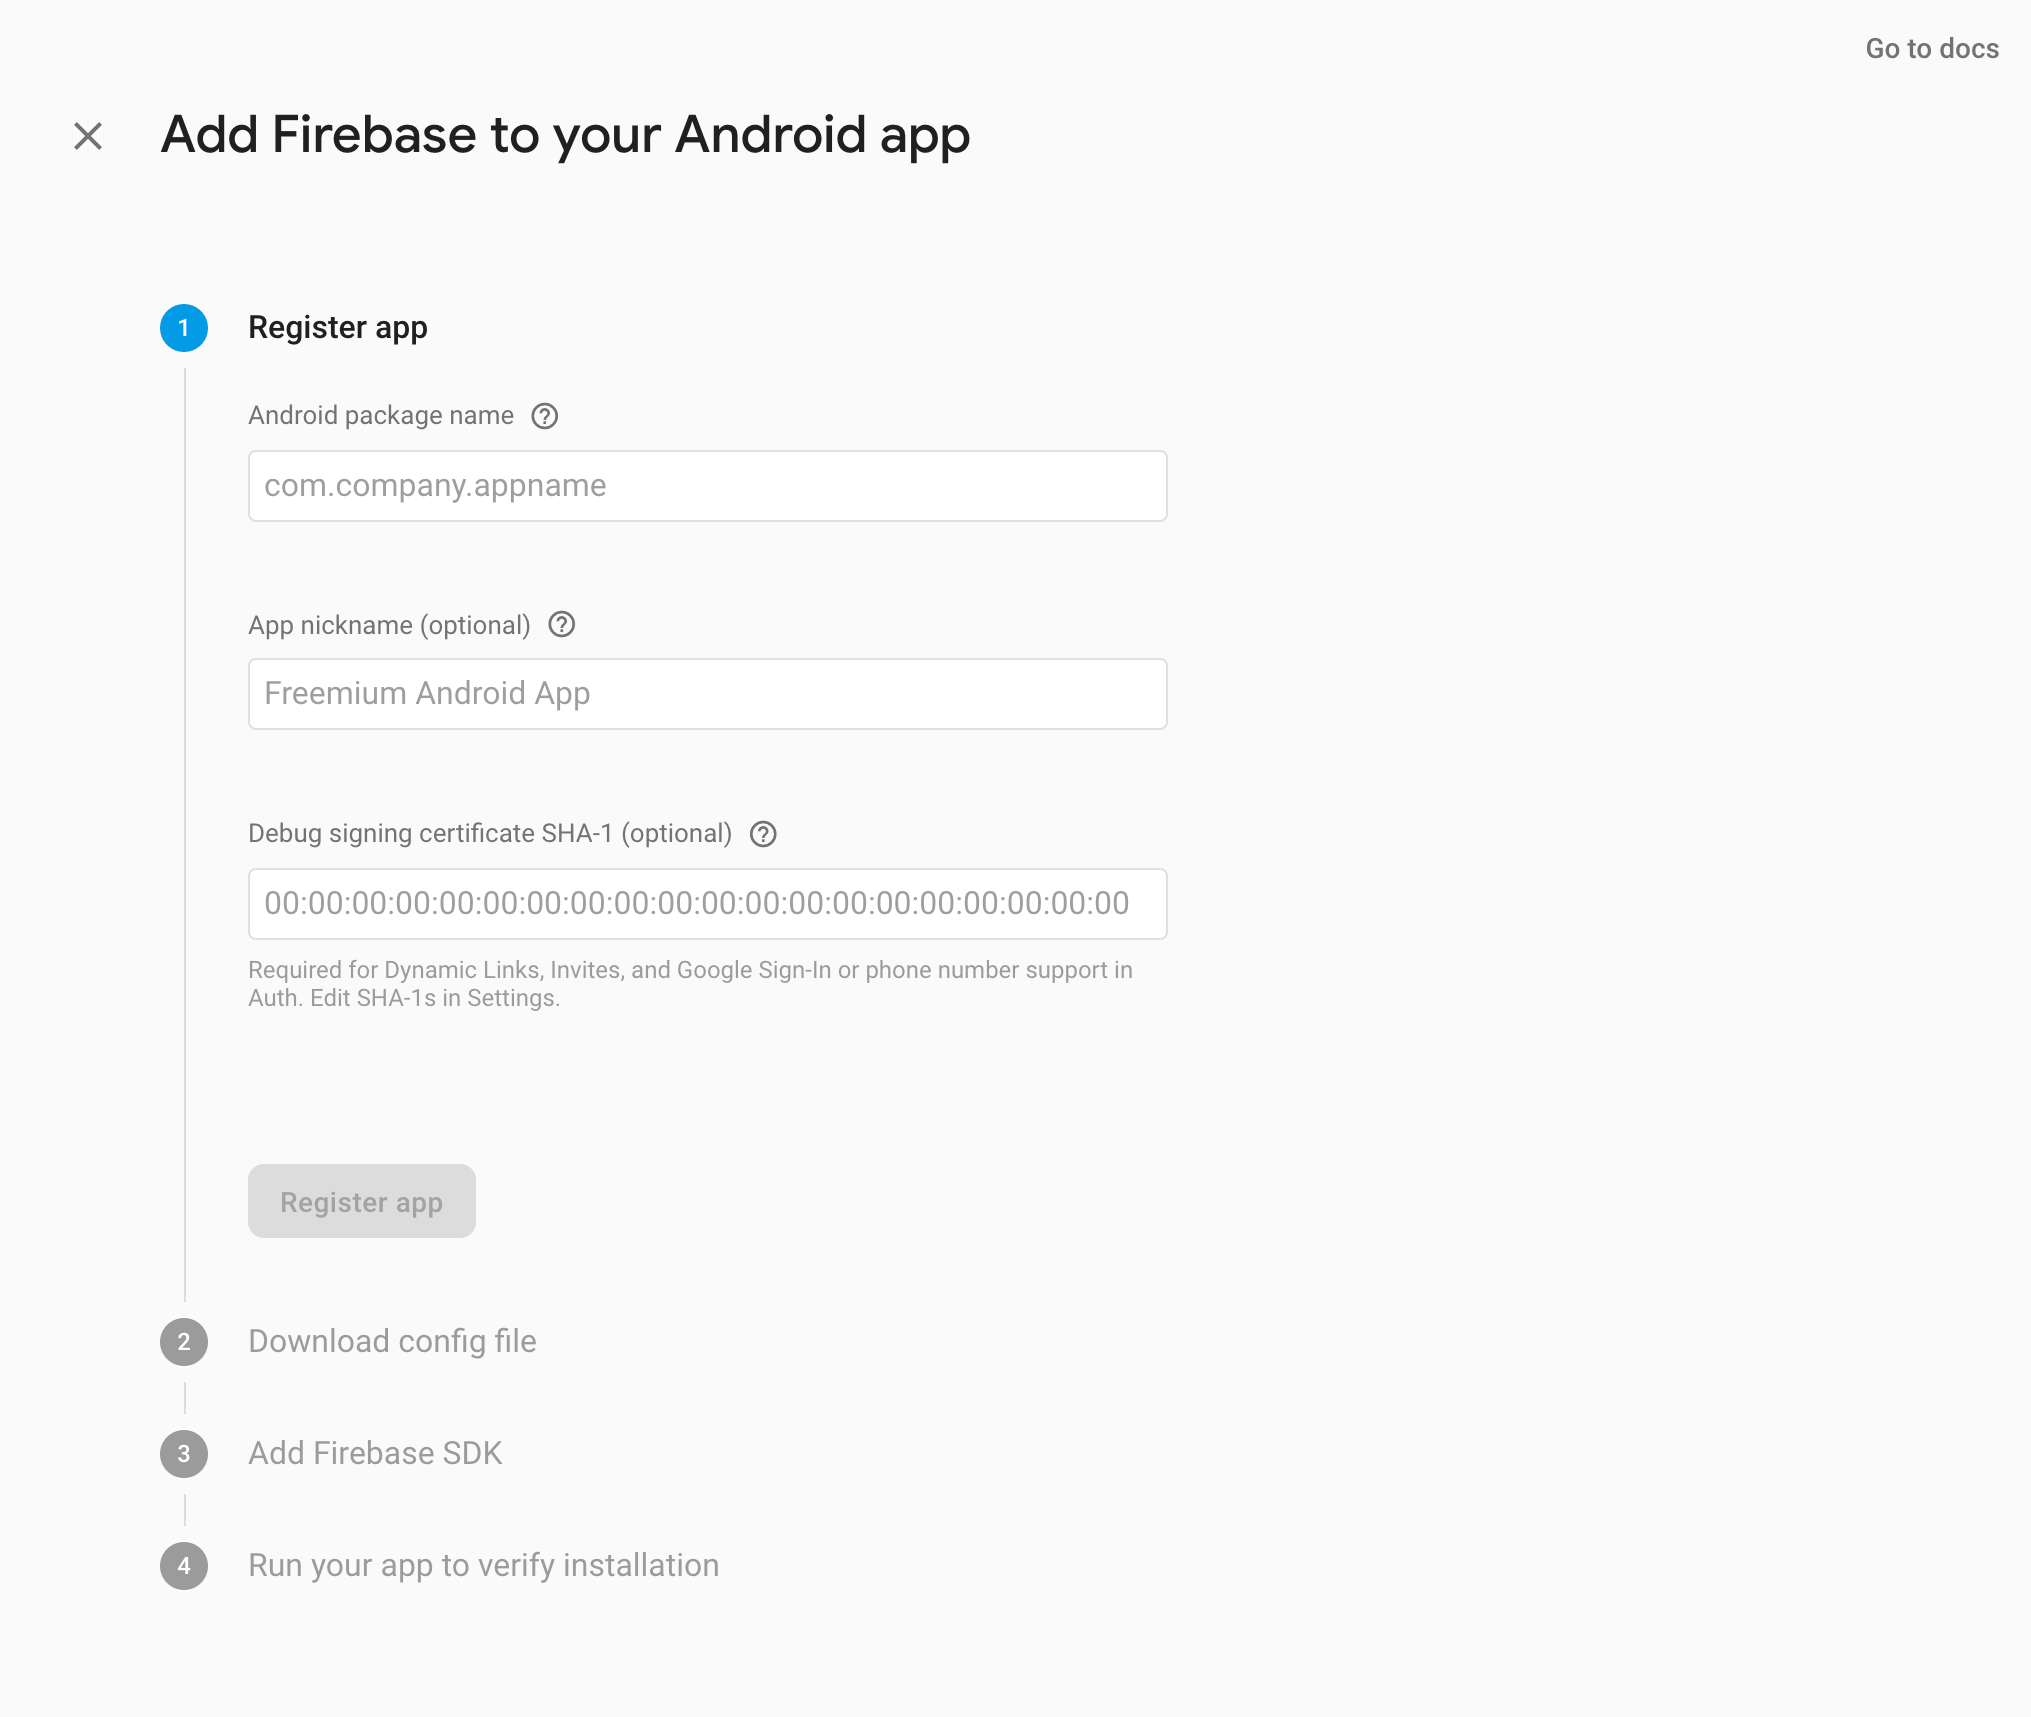 Go to docs
Add Firebase to your Android app
1 Register app
Android package name
com.company.appname
App nickname (optional)
Freemium Android App
Debug signing certificate SHA-1 (optional)
00:00:00:00:00:00:00:00:00:00:00:00:00:00:00:00:00:00:00:00
Required for Dynamic Links, Invites, and Google Sign-In or phone number support in
Auth. Edit SHA-1s in Settings.
Register app
2 Download config file
3 Add Firebase SDK
4 Run your app to verify installation